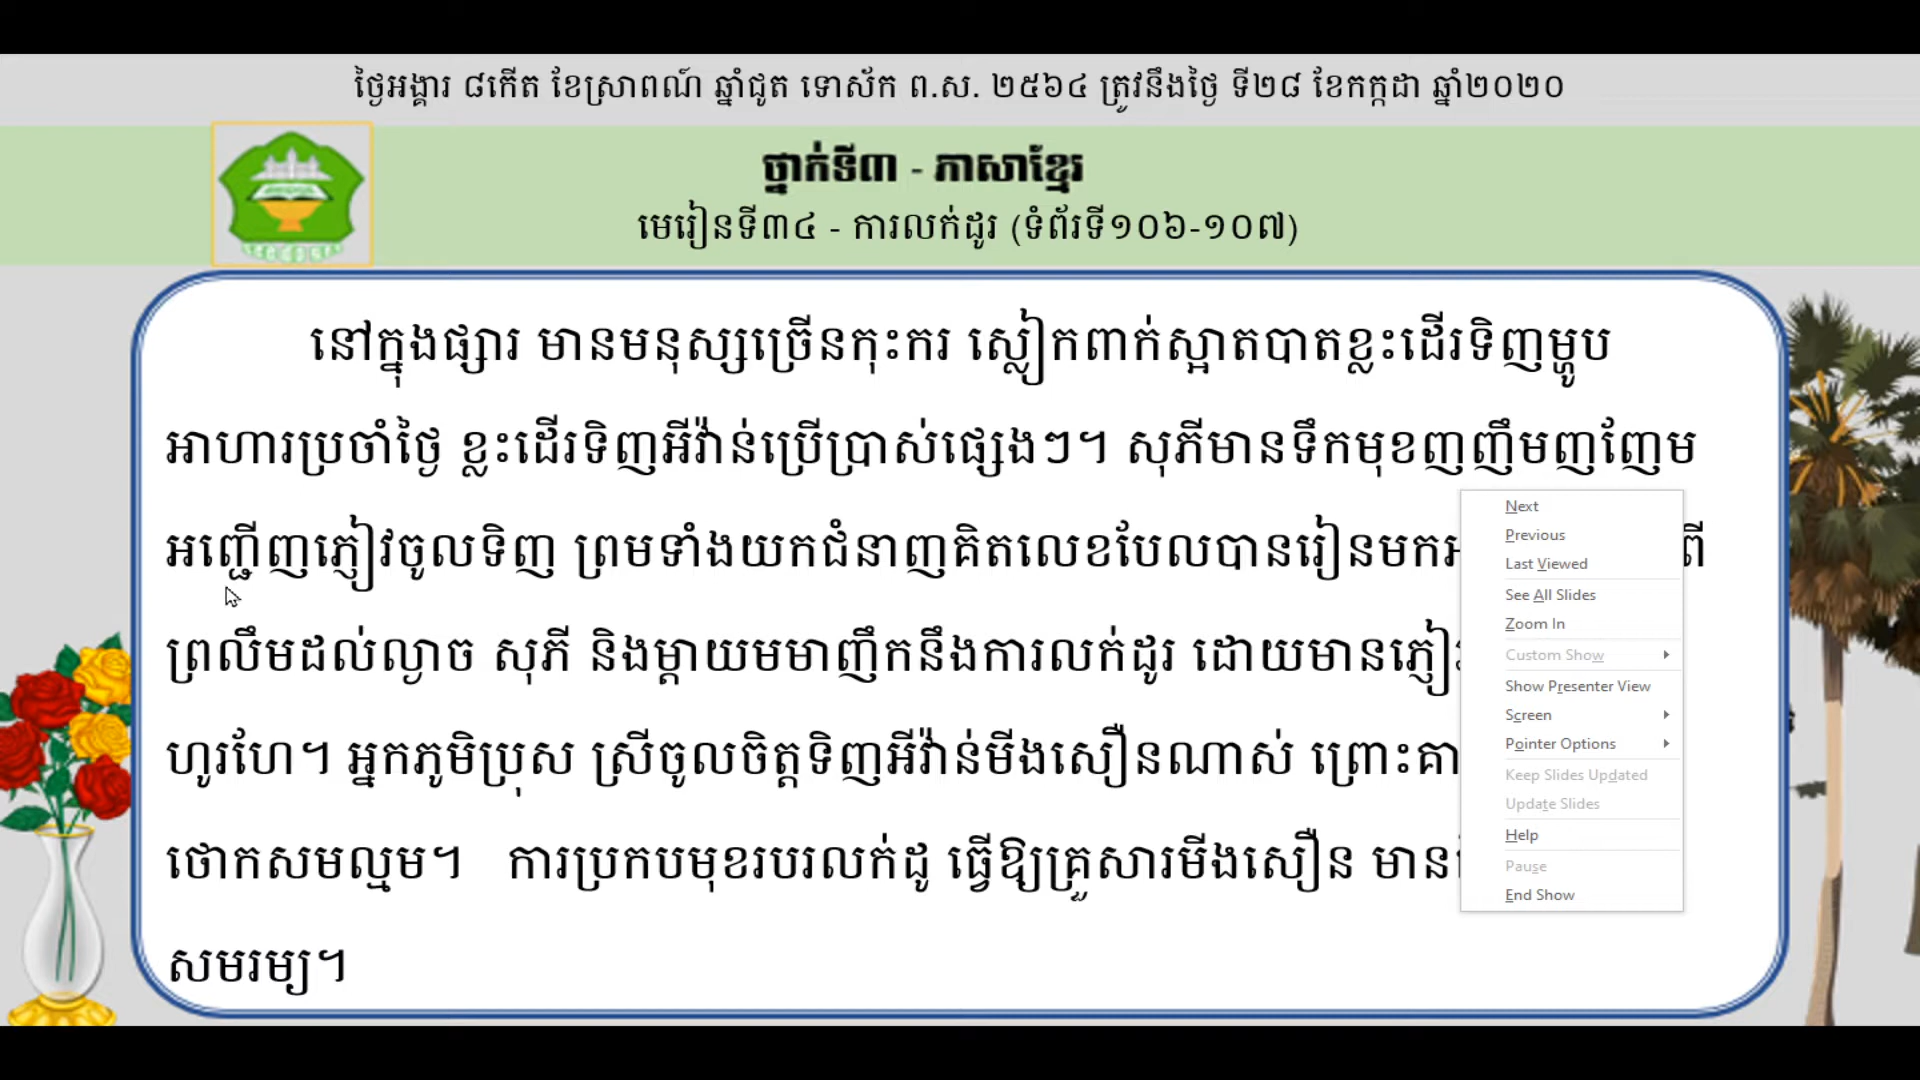 ថ្ងៃអង្គារ ៨កើត ខែស្រាពណ៍ ឆ្នាំជូត ទោស័ក ព.ស. ២៥៦៤ ត្រូវនឹងថ្ងៃ ទី២៨ ខែកក្កដា ឆ្នាំ២០២០
ថ្នាក់ទី៣ - ភាសាខ្មែរ
មេរៀនទី៣៤ - ការលក់ដូរ (ទំព័រទី១០៦-១០៧)
នៅក្នុងផ្សារ មានមនុស្សច្រើនកុះករ ស្លៀកពាក់ស្អាតបាតខ្លះដើរទិញម្ហូប
អាហារប្រចាំថ្ងៃ ខ្លះដើរទិញអីវ៉ាន់ប្រើប្រាស់ផ្សេងៗ។ សុភីមានទឹកមុខញញឹមញញែម
អញ្ជើញភ្ញៀវចូលទិញ ព្រមទាំងយកជំនាញគិតលេខបែលបានរៀនមក ពី
ព្រលឹមដល់ល្ងាច សុភី និងម្តាយមមាញឹកនឹងការលក់ដូរ ដោយមានភ្ញៀវ
ហូរហែ។ អ្នកភូមិប្រុស ស្រីចូលចិត្តទិញអីវ៉ាន់មីងសឿនណាស់ ព្រោះគា
ថោកសមល្មម។ ការប្រកបមុខរបរលក់ដូ ធ្វើឱ្យគ្រួសារមីងសឿន មាន
សមរម្យ។
Next
Previous
Last Viewed
See All Slides
Zoom In
Custom Show
Show Presenter View
Screen
Pointer Options
Keep Slides Updated
Update Slides
Help
Pause
End Show